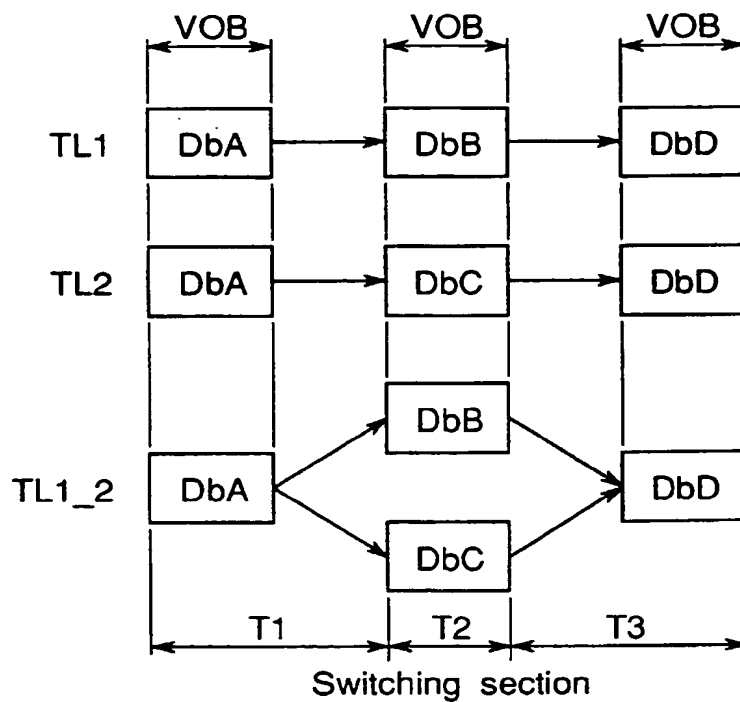 VOB VOB VOB
TL1 DbA DbB DbD
TL2 DbA DbC DbD
DbB
TL1_2 DbA DbD
DbC
T1 T2 T3
Switching section